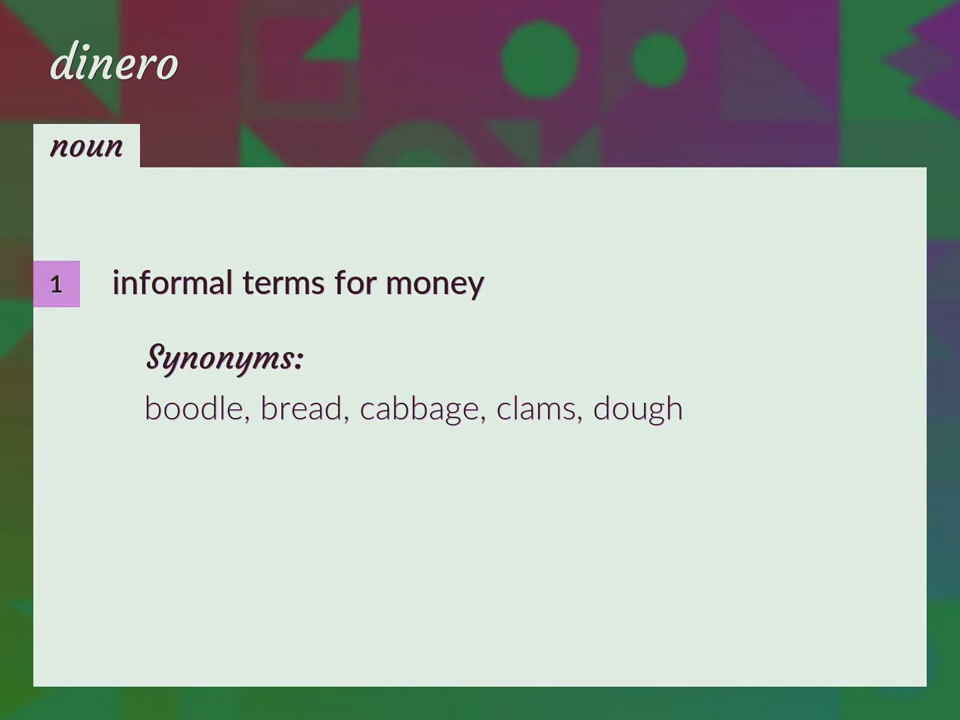 dinero
noun
1 informal terms for money
Synonyms:
boodle, bread, cabbage, clams, dough